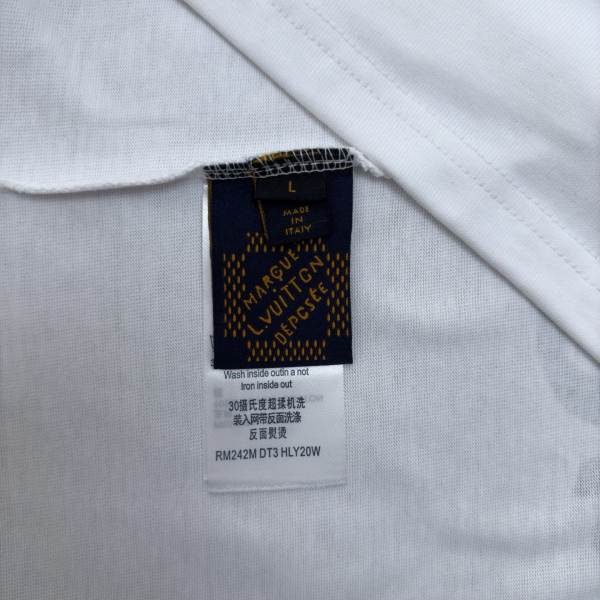 L
MADE
IN
ITALY
MARQUE
L.VUITTON
DEPOSÉE
Wash inside outin a not
Iron inside out
30摄氏度超揉机洗
装入网带反面洗涤
反面熨烫
RM242M DT3 HLY20W